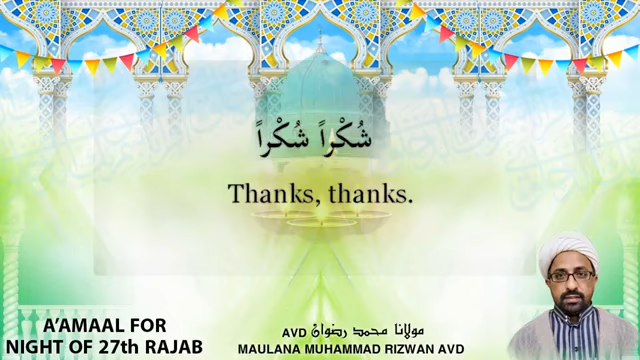 شُكْراً شُكْراً
Thanks, thanks.
A'AMAAL FOR
NIGHT OF 27th RAJAB
مولانا محمد رضوان AVD
MAULANA MUHAMMAD RIZWAN AVD